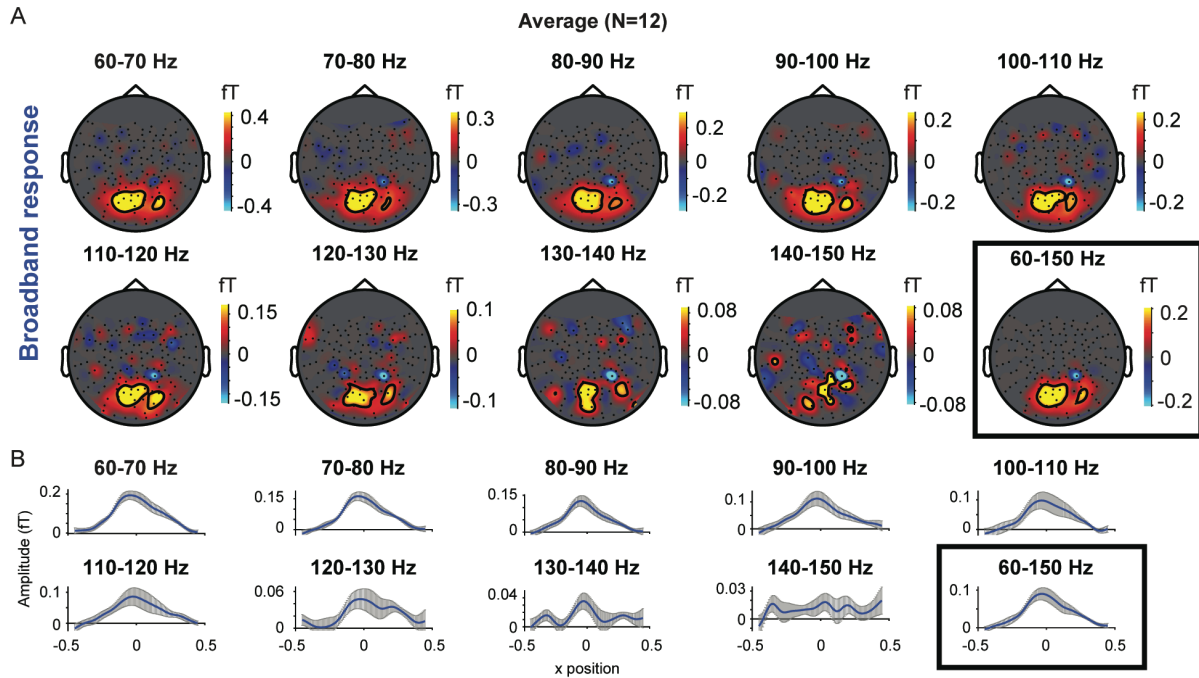 A
Average (N=12)
Broadband response
60-70 Hz
70-80 Hz
80-90 Hz
90-100 Hz
100-110 Hz
fT
0.4
0
-0.4
fT
0.3
0
-0.3
fT
0.2
0
-0.2
fT
0.2
0
-0.2
fT
0.2
0
-0.2
110-120 Hz
120-130 Hz
130-140 Hz
140-150 Hz
60-150 Hz
fT
0.15
0
-0.15
fT
0.1
0
-0.1
fT
0.08
0
-0.08
fT
0.08
0
-0.08
fT
0.2
0
-0.2
B
60-70 Hz
70-80 Hz
80-90 Hz
90-100 Hz
100-110 Hz
Amplitude (fT)
0.2
0
0.15
0
0.15
0
0.1
0
0.1
0
110-120 Hz
120-130 Hz
130-140 Hz
140-150 Hz
60-150 Hz
0.1
0
0.06
0
0.04
0
0.03
0
0.1
0
-0.5 0 0.5
-0.5 0 0.5
-0.5 0 0.5
-0.5 0 0.5
-0.5 0 0.5
x position